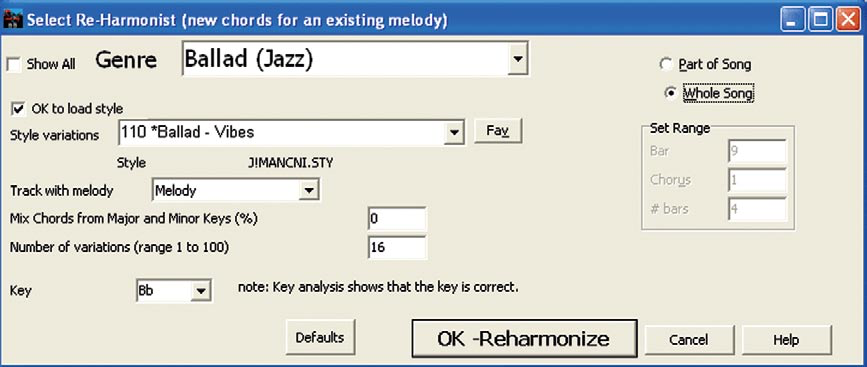 Select Re-Harmonist (new chords for an existing melody)
Show All Genre Ballad (Jazz)
Part of Song
Whole Song
OK to load style
Style variations 110 *Ballad - Vibes Fav
Set Range
Bar 9
Chorus 1
# bars 4
Style J!MANCNI.STY
Track with melody Melody
Mix Chords from Major and Minor Keys (%) 0
Number of variations (range 1 to 100) 16
Key Bb note: Key analysis shows that the key is correct.
Defaults OK -Reharmonize Cancel Help